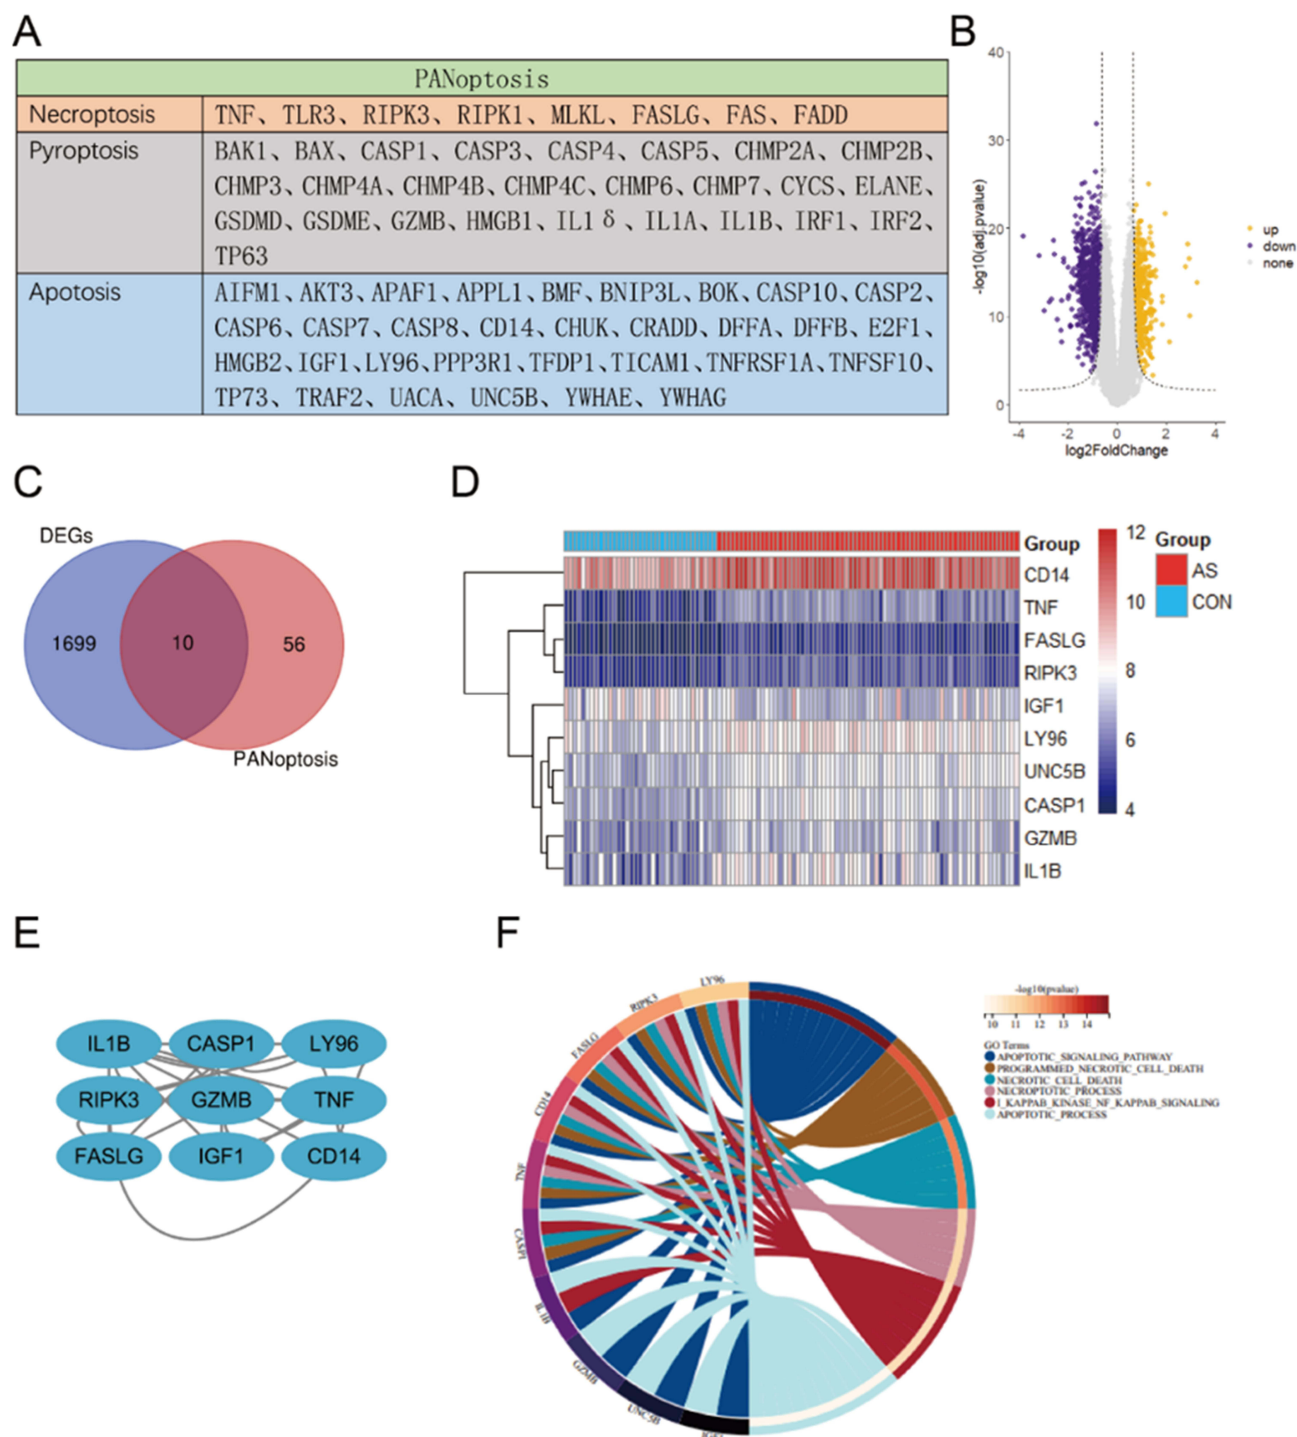 A
PANoptosis
Necroptosis
TNF、TLR3、RIPK3、RIPK1、MLKL、FASLG、FAS、FADD
Pyroptosis
BAK1、BAX、CASP1、CASP3、CASP4、CASP5、CHMP2A、CHMP2B、
CHMP3、CHMP4A、CHMP4B、CHMP4C、CHMP6、CHMP7、CYCS、ELANE、
GSDMD、GSDME、GZMB、HMGB1、IL1δ、IL1A、IL1B、IRF1、IRF2、
TP63
Apotosis
AIFM1、AKT3、APAF1、APPL1、BMF、BNIP3L、BOK、CASP10、CASP2、
CASP6、CASP7、CASP8、CD14、CHUK、CRADD、DFFA、DFFB、E2F1、
HMGB2、IGF1、LY96、PPP3R1、TFDP1、TICAM1、TNFRSF1A、TNFSF10、
TP73、TRAF2、UACA、UNC5B、YWHAE、YWHAG
B
40
30
20
10
0
-log10(adj.pvalue)
-4 -2 0 2 4
log2FoldChange
up
down
none
C
DEGs
1699 10 56
PANoptosis
D
Group
CD14
TNF
FASLG
RIPK3
IGF1
LY96
UNC5B
CASP1
GZMB
IL1B
12
10
8
6
4
Group
AS
CON
E
IL1B CASP1 LY96
RIPK3 GZMB TNF
FASLG IGF1 CD14
F
LY96
RIPK3
FASLG
CD14
TNF
CASP1
IL1B
GZMB
UNC5B
-log10(pvalue)
10 11 12 13 14
GO Terms
APOPTOTIC_SIGNALING_PATHWAY
PROGRAMMED_NECROTIC_CELL_DEATH
NECROTIC_CELL_DEATH
NECROPTOTIC_PROCESS
I_KAPPAB_KINASE_NF_KAPPAB_SIGNALING
APOPTOTIC_PROCESS